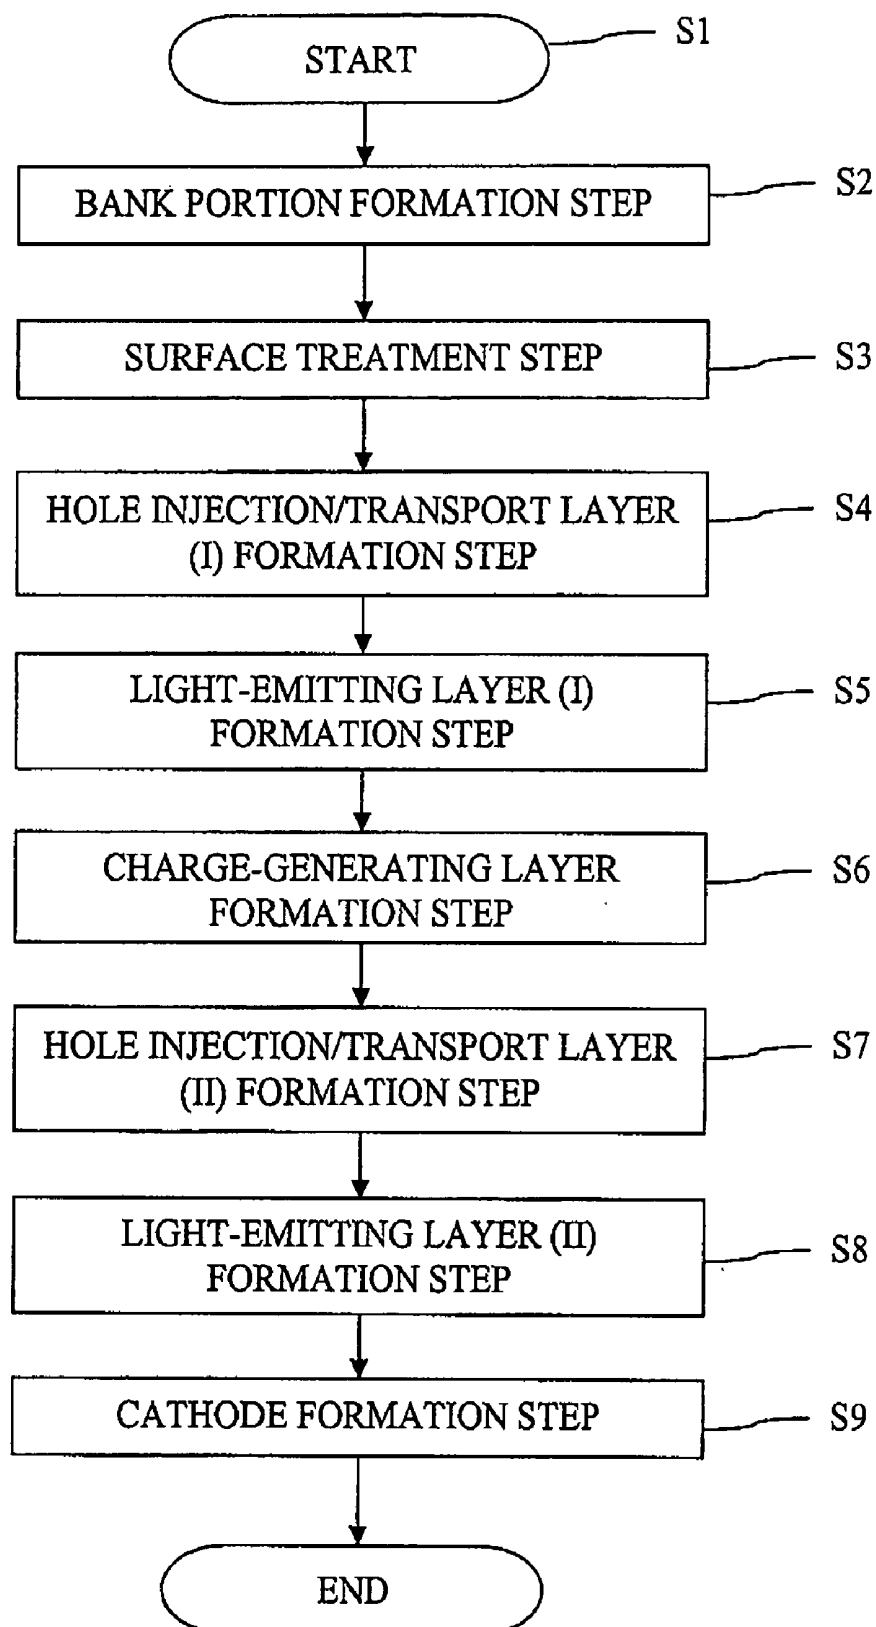 START
S1
BANK PORTION FORMATION STEP
S2
SURFACE TREATMENT STEP
S3
HOLE INJECTION/TRANSPORT LAYER
(I) FORMATION STEP
S4
LIGHT-EMITTING LAYER (I)
FORMATION STEP
S5
CHARGE-GENERATING LAYER
FORMATION STEP
S6
HOLE INJECTION/TRANSPORT LAYER
(II) FORMATION STEP
S7
LIGHT-EMITTING LAYER (II)
FORMATION STEP
S8
CATHODE FORMATION STEP
S9
END